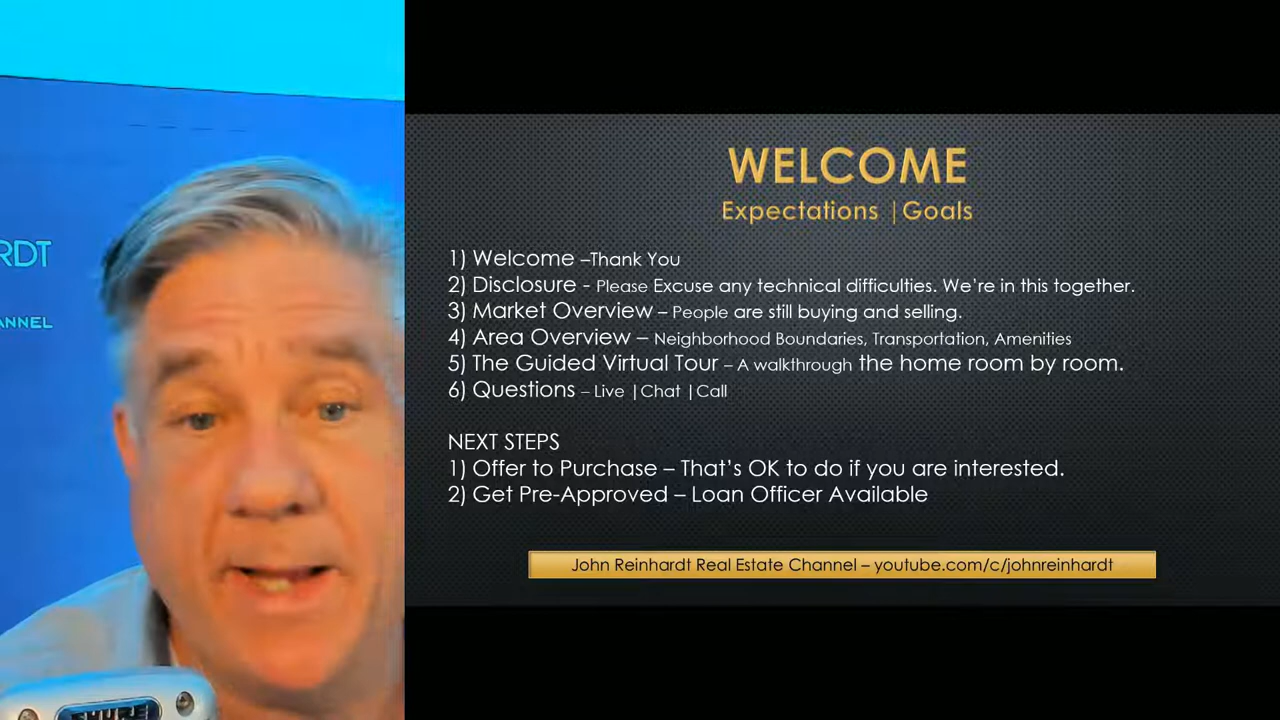 RDT
ANNEL
SHURE
WELCOME
Expectations |Goals
1) Welcome –Thank You
2) Disclosure - Please Excuse any technical difficulties. We’re in this together.
3) Market Overview – People are still buying and selling.
4) Area Overview – Neighborhood Boundaries, Transportation, Amenities
5) The Guided Virtual Tour – A walkthrough the home room by room.
6) Questions – Live |Chat |Call
NEXT STEPS
1) Offer to Purchase – That’s OK to do if you are interested.
2) Get Pre-Approved – Loan Officer Available
John Reinhardt Real Estate Channel – youtube.com/c/johnreinhardt